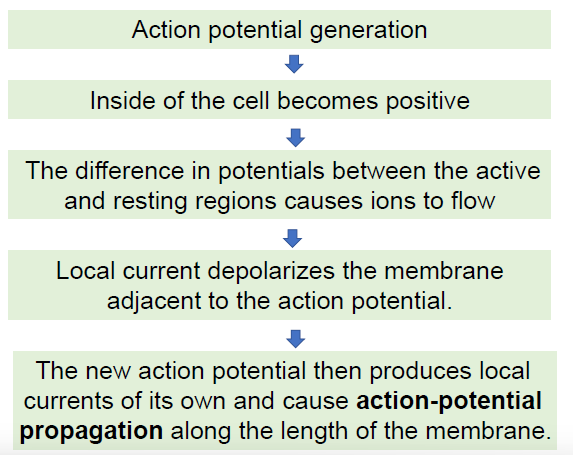 Action potential generation
Inside of the cell becomes positive
The difference in potentials between the active
and resting regions causes ions to flow
Local current depolarizes the membrane
adjacent to the action potential.
The new action potential then produces local
currents of its own and cause action-potential
propagation along the length of the membrane.